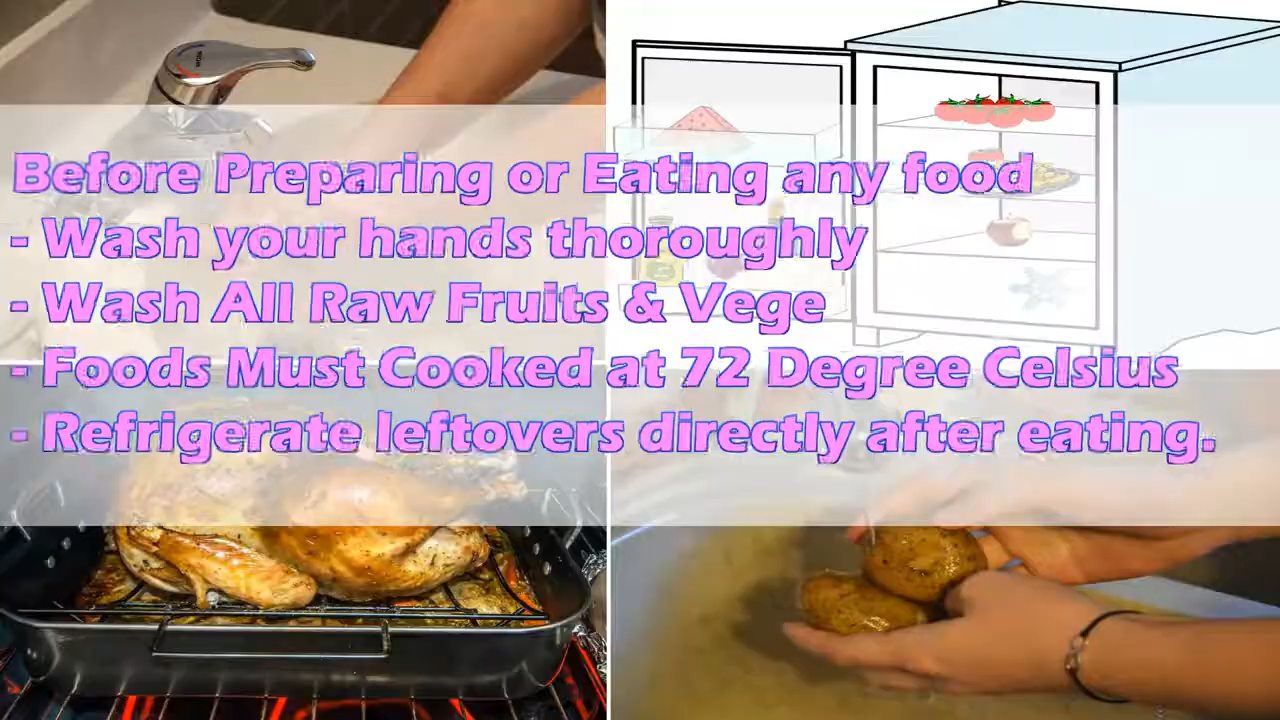 Before Preparing or Eating any food
- Wash your hands thoroughly
- Wash All Raw Fruits & Vege
- Foods Must Cooked at 72 Degree Celsius
- Refrigerate leftovers directly after eating.